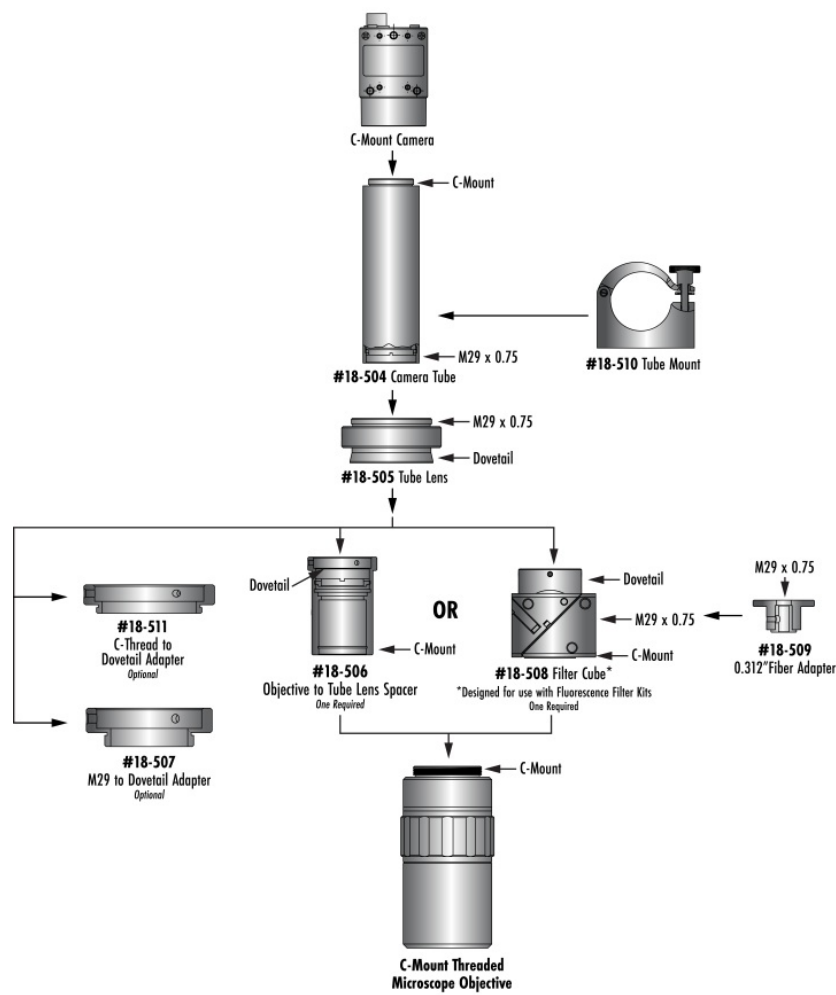 C-Mount Camera
C-Mount
M29 x 0.75
#18-504 Camera Tube
#18-510 Tube Mount
M29 x 0.75
Dovetail
#18-505 Tube Lens
#18-511
C-Thread to
Dovetail Adapter
Optional
#18-507
M29 to Dovetail Adapter
Optional
Dovetail
C-Mount
#18-506
Objective to Tube Lens Spacer
One Required
OR
Dovetail
M29 x 0.75
C-Mount
#18-508 Filter Cube*
*Designed for use with Fluorescence Filter Kits
One Required
M29 x 0.75
#18-509
0.312"Fiber Adapter
C-Mount
C-Mount Threaded
Microscope Objective